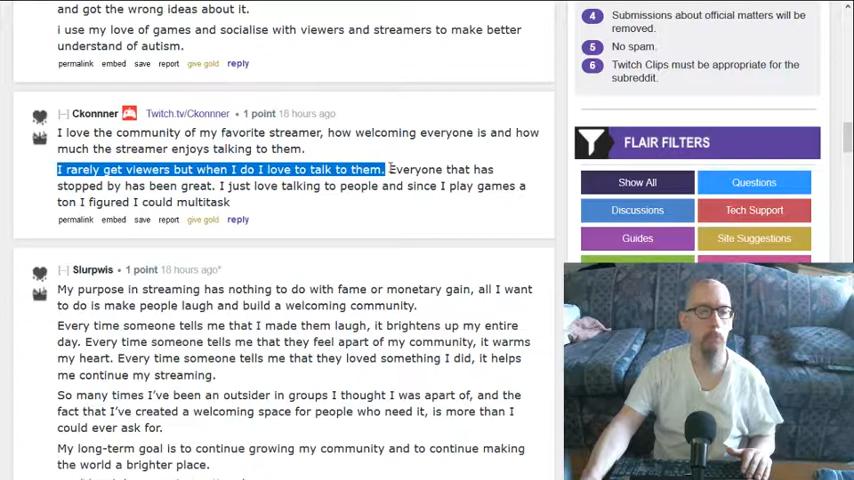 and got the wrong ideas about it.
i use my love of games and socialise with viewers and streamers to make better
understand of autism.
permalink embed save report give gold reply
[–] Ckonnner Twitch.tv/Ckonnner • 1 point 18 hours ago
I love the community of my favorite streamer, how welcoming everyone is and how
much the streamer enjoys talking to them.
I rarely get viewers but when I do I love to talk to them. Everyone that has
stopped by has been great. I just love talking to people and since I play games a
ton I figured I could multitask
permalink embed save report give gold reply
[–] Slurpwis • 1 point 18 hours ago*
My purpose in streaming has nothing to do with fame or monetary gain, all I want
to do is make people laugh and build a welcoming community.
Every time someone tells me that I made them laugh, it brightens up my entire
day. Every time someone tells me that they feel apart of my community, it warms
my heart. Every time someone tells me that they loved something I did, it helps
me continue my streaming.
So many times I've been an outsider in groups I thought I was apart of, and the
fact that I've created a welcoming space for people who need it, is more than I
could ever ask for.
My long-term goal is to continue growing my community and to continue making
the world a brighter place.
4 Submissions about official matters will be
removed.
5 No spam.
6 Twitch Clips must be appropriate for the
subreddit.
FLAIR FILTERS
Show All Questions
Discussions Tech Support
Guides Site Suggestions